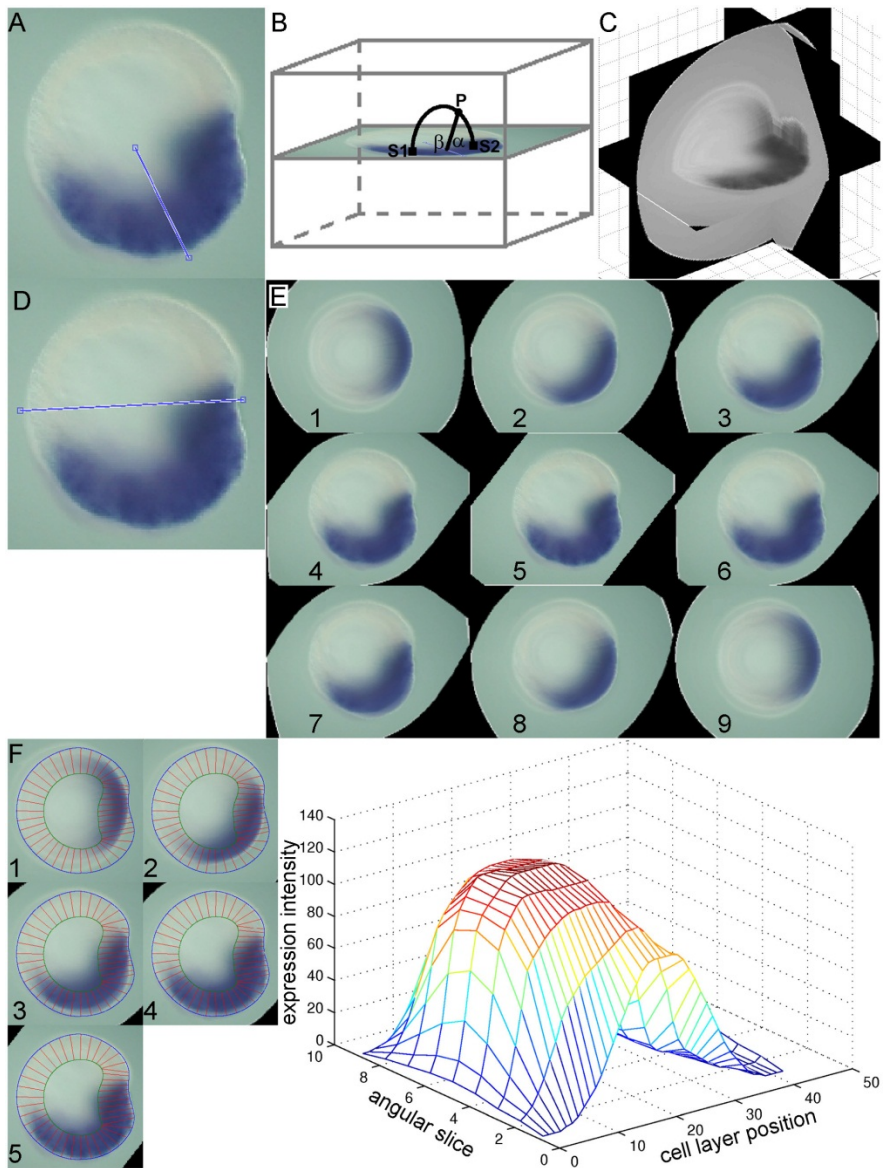 A
B
P
β
α
S1
S2
C
D
E
1
2
3
4
5
6
7
8
9
F
1
2
3
4
5
expression intensity
140
120
100
80
60
40
20
0
10
8
6
4
2
0
angular slice
0
10
20
30
40
50
cell layer position